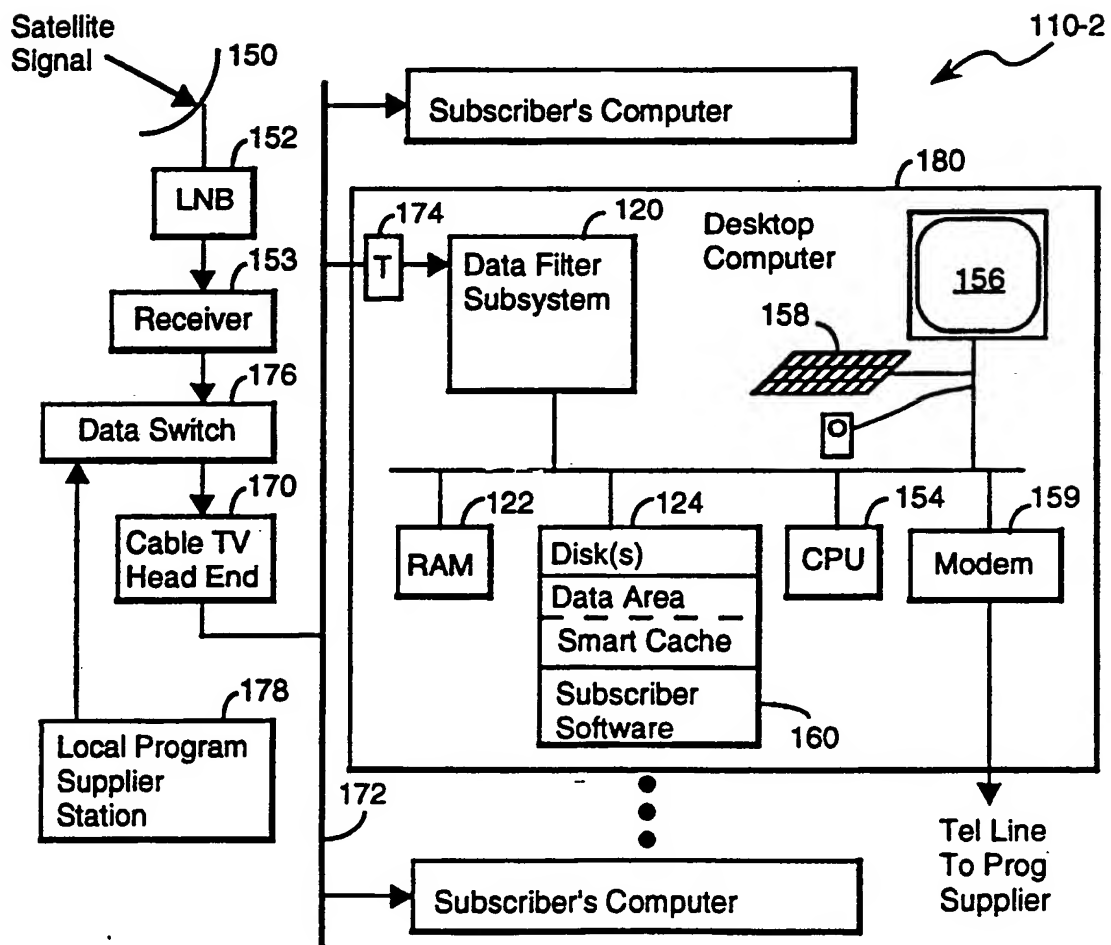 Satellite
Signal
150
110-2
Subscriber's Computer
152
LNB
180
174
T
120
Data Filter
Subsystem
Desktop
Computer
156
153
Receiver
158
176
Data Switch
170
Cable TV
Head End
122
RAM
124
Disk(s)
Data Area
Smart Cache
Subscriber
Software
160
154
CPU
159
Modem
178
Local Program
Supplier
Station
172
Tel Line
To Prog
Supplier
Subscriber's Computer